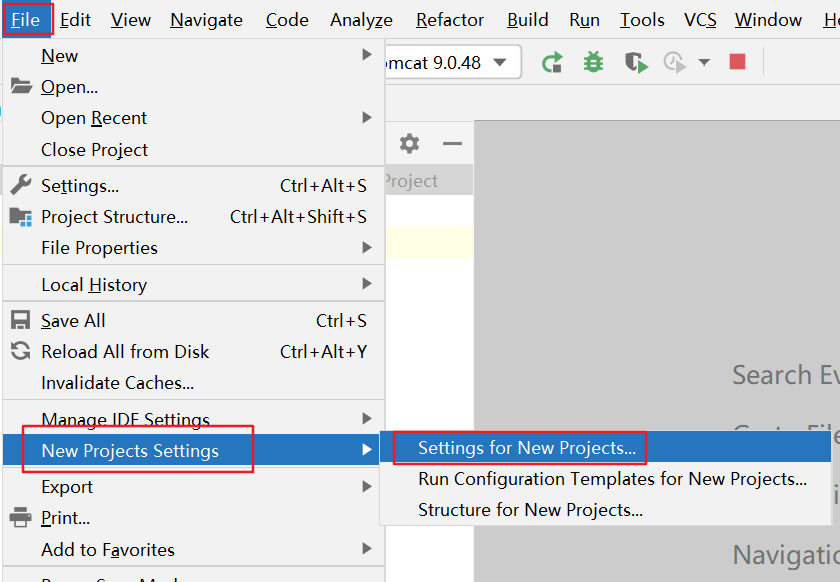 File Edit View Navigate Code Analyze Refactor Build Run Tools VCS Window
New
omcat 9.0.48
Open...
Open Recent
Close Project
Project
Settings... Ctrl+Alt+S
Project Structure... Ctrl+Alt+Shift+S
File Properties
Local History
Save All Ctrl+S
Reload All from Disk Ctrl+Alt+Y
Invalidate Caches...
Search Ev
Manage IDE Settings
New Projects Settings
Settings for New Projects...
Run Configuration Templates for New Projects...
Structure for New Projects...
Export
Print...
Add to Favorites
Navigatio